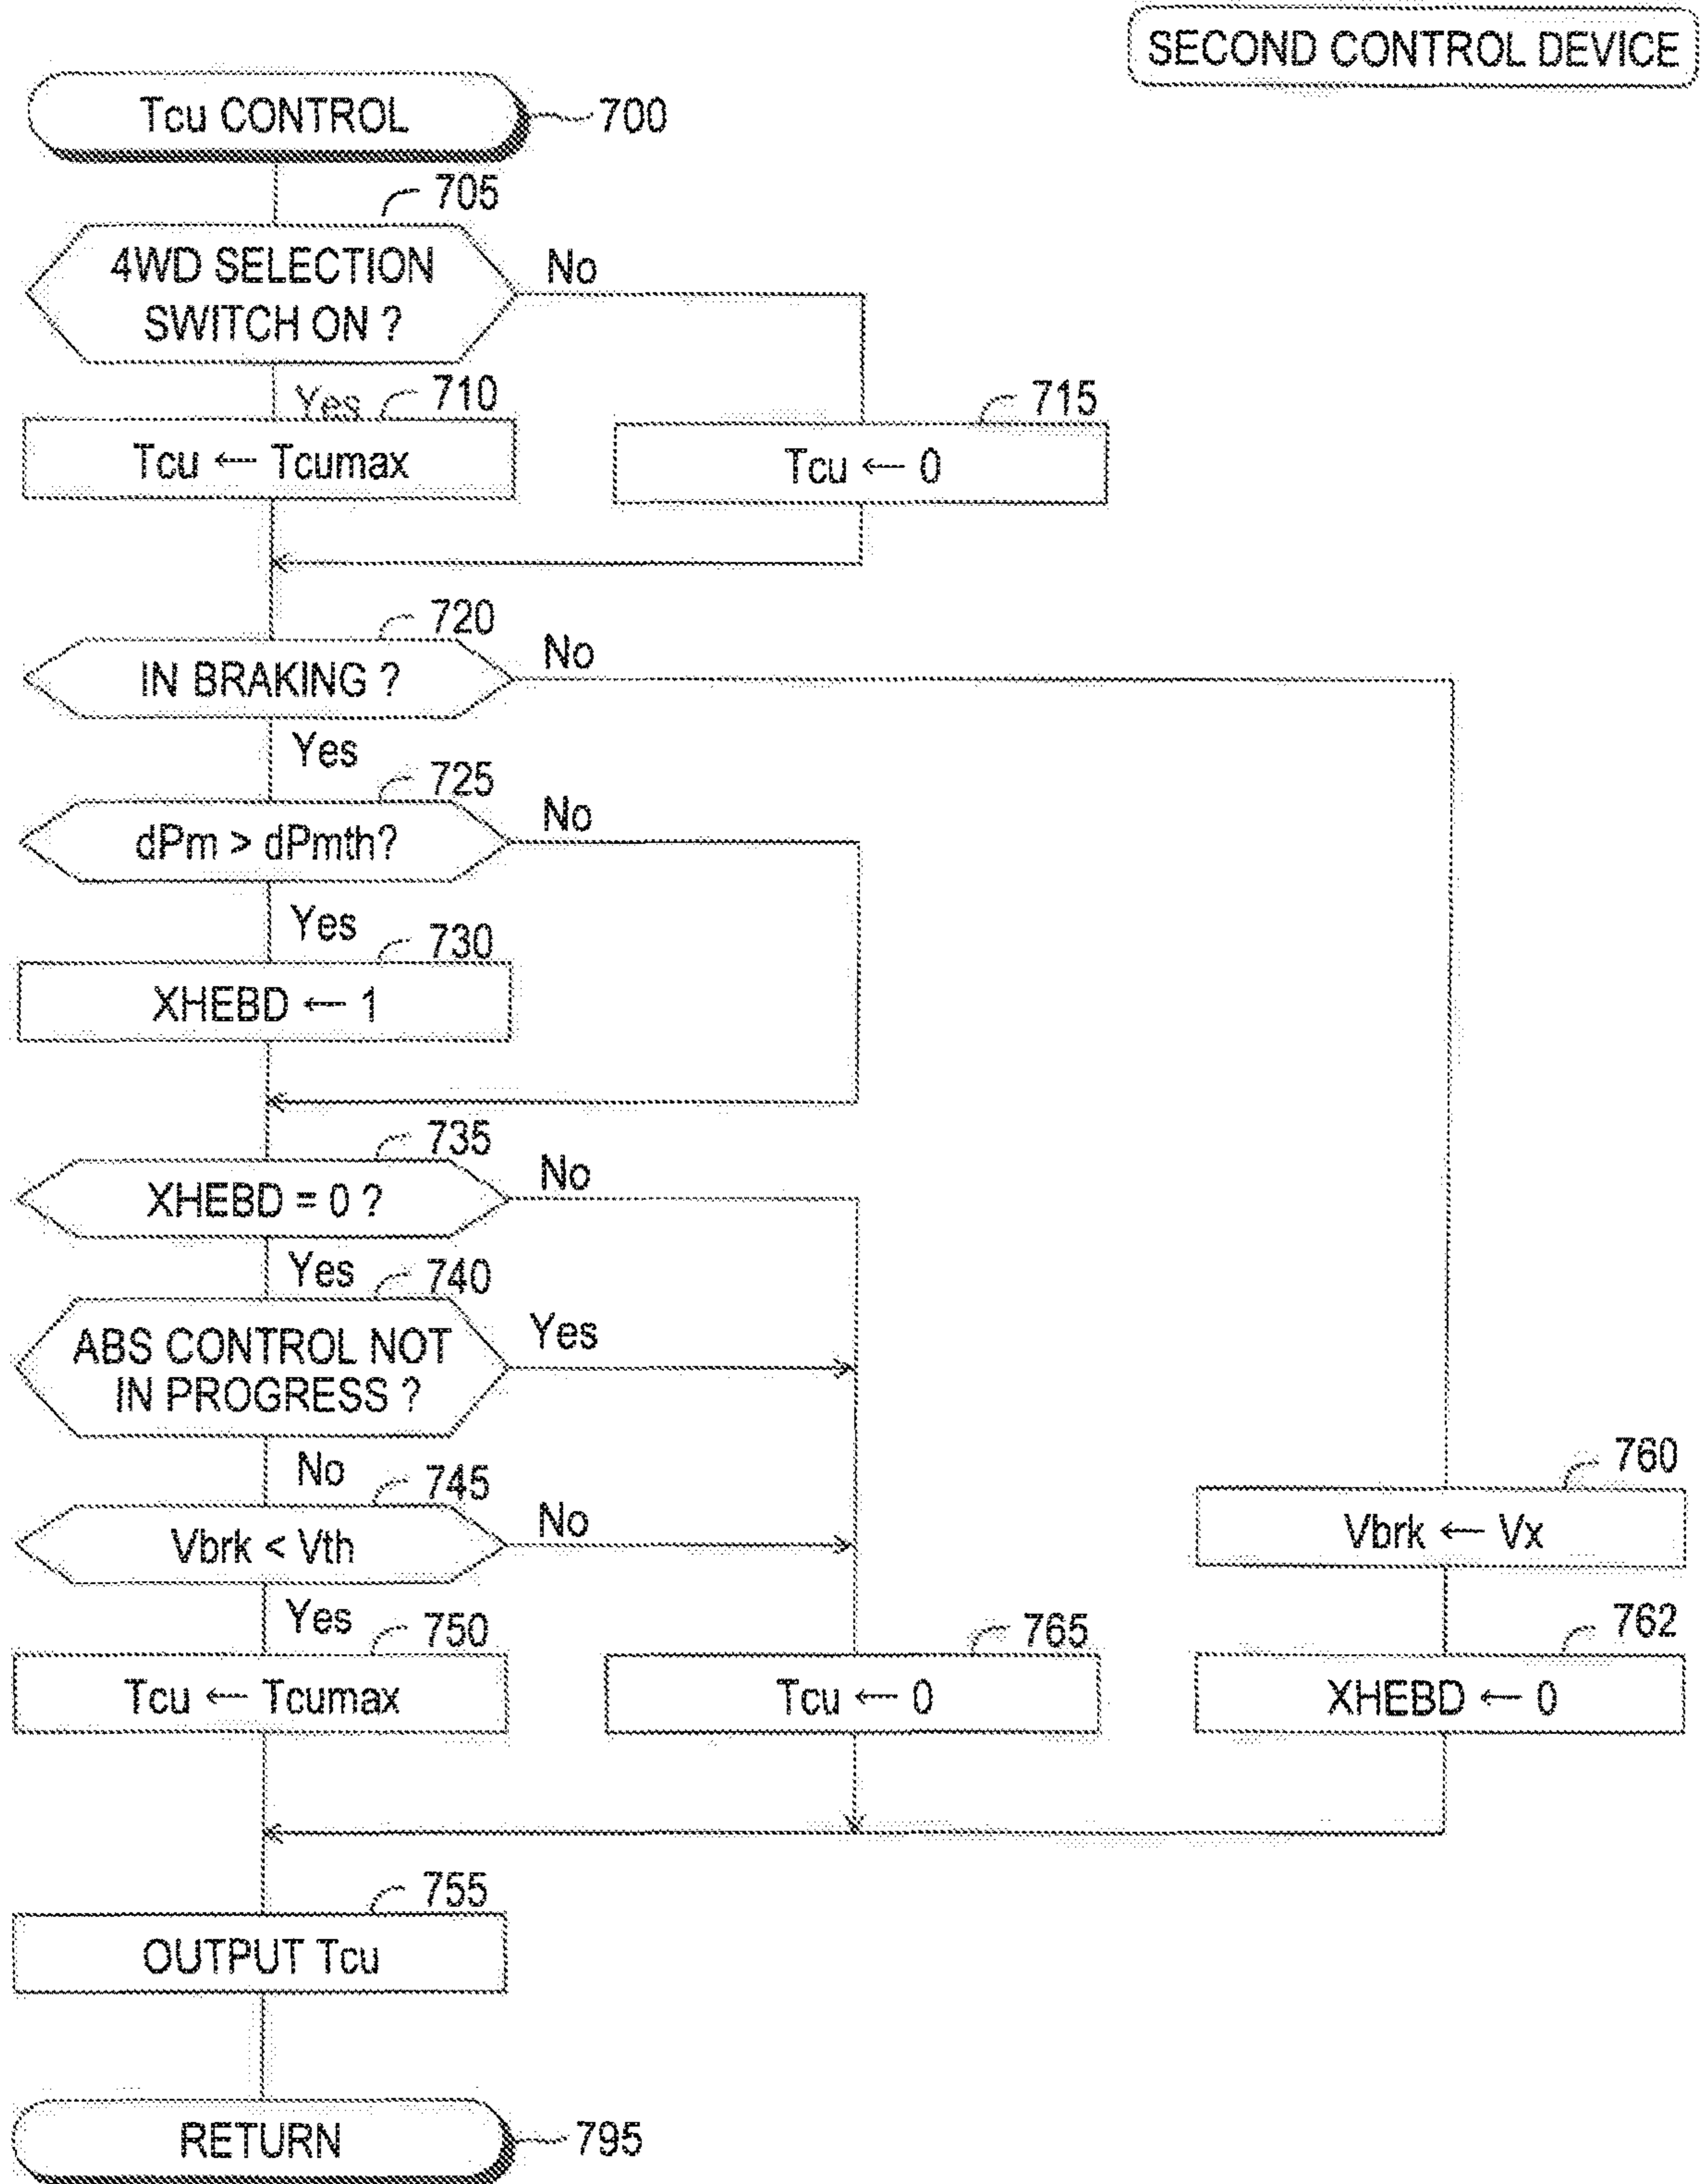 SECOND CONTROL DEVICE
Tcu CONTROL
700
705
4WD SELECTION
SWITCH ON ?
No
Yes
710
715
Tcu ← Tcumax
Tcu ← 0
720
IN BRAKING ?
No
Yes
725
dPm > dPmth?
No
Yes
730
XHEBD ← 1
735
XHEBD = 0 ?
No
Yes
740
ABS CONTROL NOT
IN PROGRESS ?
Yes
No
745
Vbrk < Vth
No
Yes
760
Vbrk ← Vx
750
Tcu ← Tcumax
765
Tcu ← 0
762
XHEBD ← 0
755
OUTPUT Tcu
RETURN
795